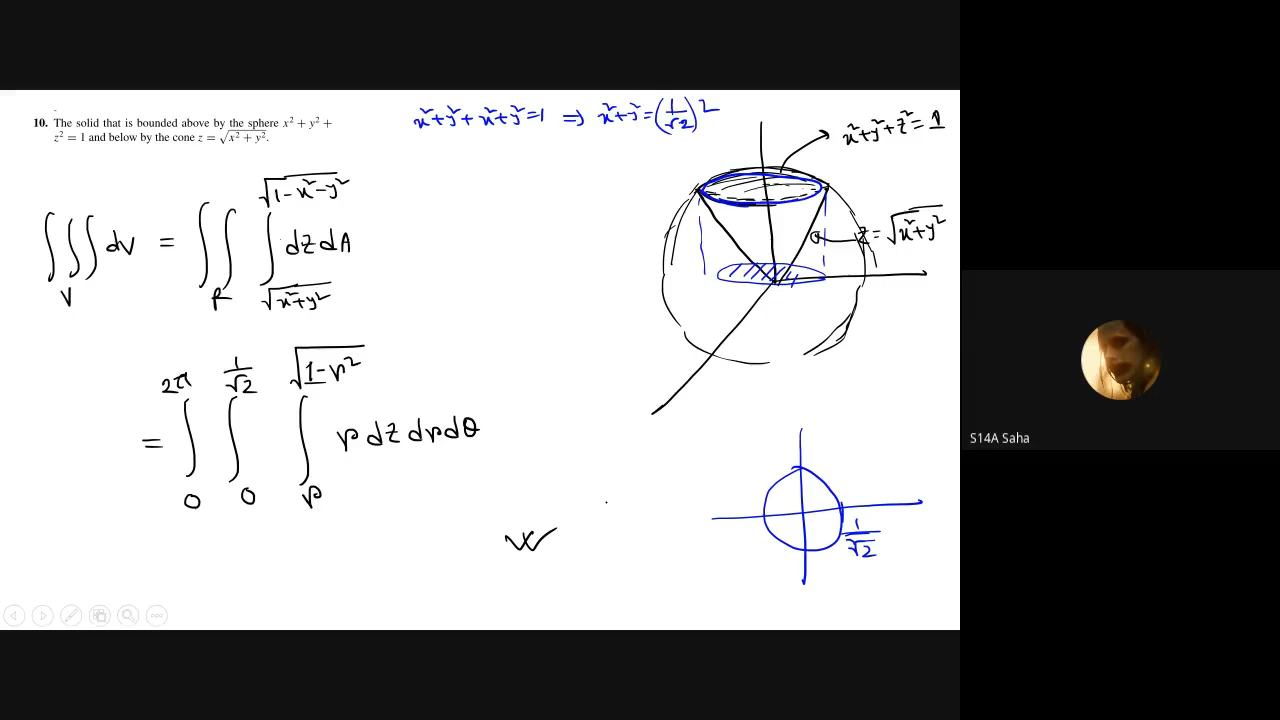 10. The solid that is bounded above by the sphere x² + y² +
z² = 1 and below by the cone z = √(x² + y²).
x²+y²+x²+y²=1 ⇒ x²+y²=(1/√2)²
x²+y²+z²=1
z=√(x²+y²)
∭_V dV = ∬_R ∫_{√(x²+y²)}^{√(1-x²-y²)} dz dA
= ∫_0^{2π} ∫_0^{1/√2} ∫_r^{√(1-r²)} r dz dr dθ
1/√2
S14A Saha